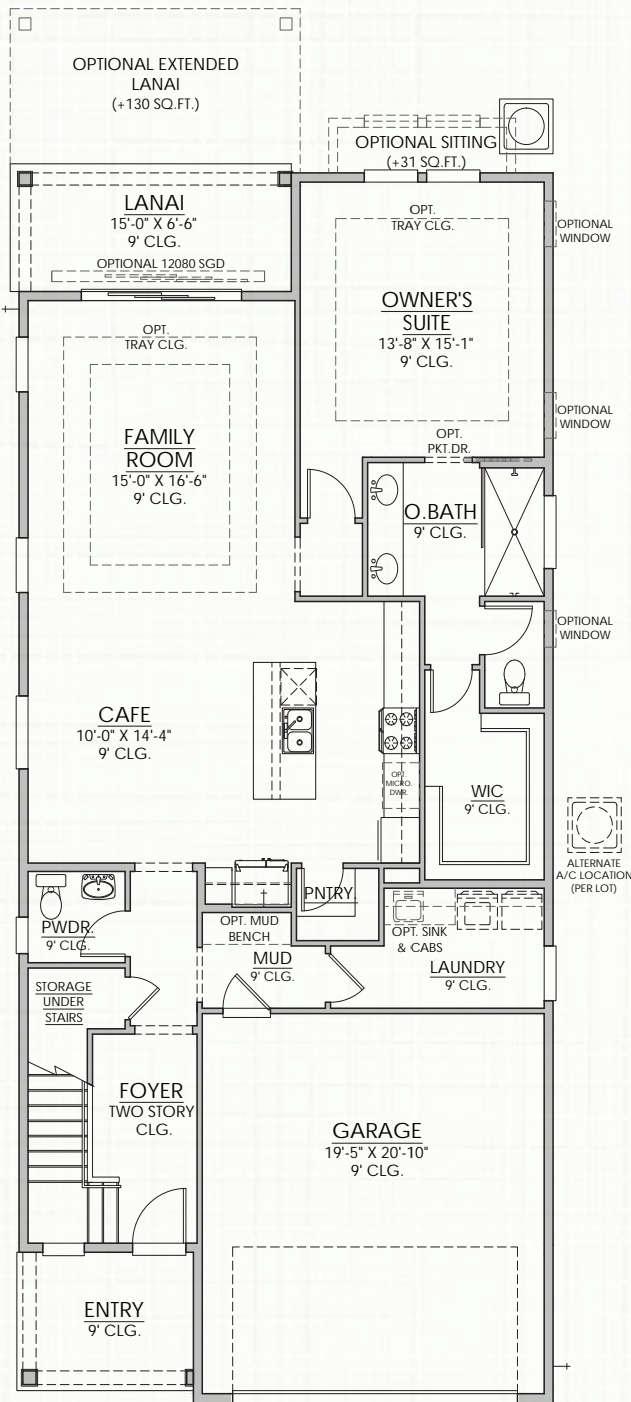 OPTIONAL EXTENDED
LANAI
(+130 SQ.FT.)
OPTIONAL SITTING
(+31 SQ.FT.)
LANAI
15'-0" X 6'-6"
9' CLG.
OPTIONAL 12080 SGD
OPT.
TRAY CLG.
OPTIONAL
WINDOW
OWNER'S
SUITE
13'-8" X 15'-1"
9' CLG.
OPT.
TRAY CLG.
FAMILY
ROOM
15'-0" X 16'-6"
9' CLG.
OPTIONAL
WINDOW
OPT.
PKT.DR.
O.BATH
9' CLG.
OPTIONAL
WINDOW
CAFE
10'-0" X 14'-4"
9' CLG.
OPT.
MICRO.
DWR.
WIC
9' CLG.
ALTERNATE
A/C LOCATION
(PER LOT)
PNTRY.
PWDR.
9' CLG.
OPT. MUD
BENCH
MUD
9' CLG.
OPT. SINK
& CABS
LAUNDRY
9' CLG.
STORAGE
UNDER
STAIRS
FOYER
TWO STORY
CLG.
GARAGE
19'-5" X 20'-10"
9' CLG.
ENTRY
9' CLG.